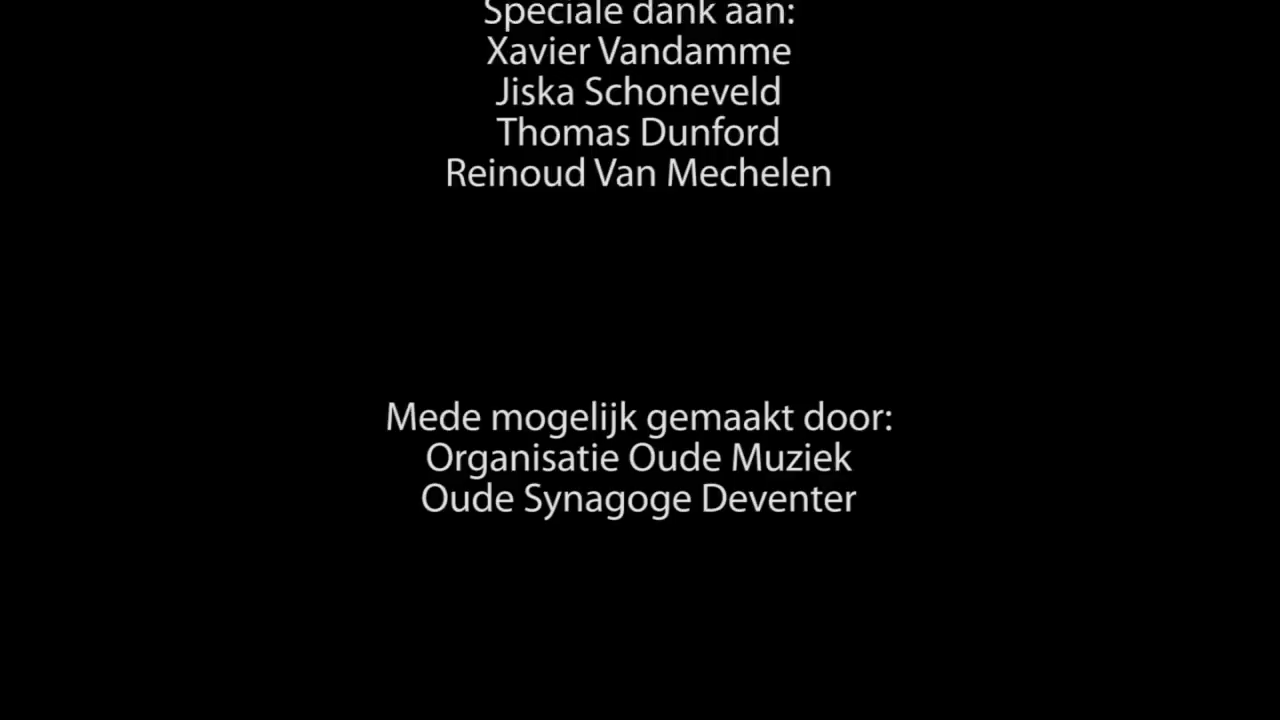 Speciale dank aan:
Xavier Vandamme
Jiska Schoneveld
Thomas Dunford
Reinoud Van Mechelen
Mede mogelijk gemaakt door:
Organisatie Oude Muziek
Oude Synagoge Deventer